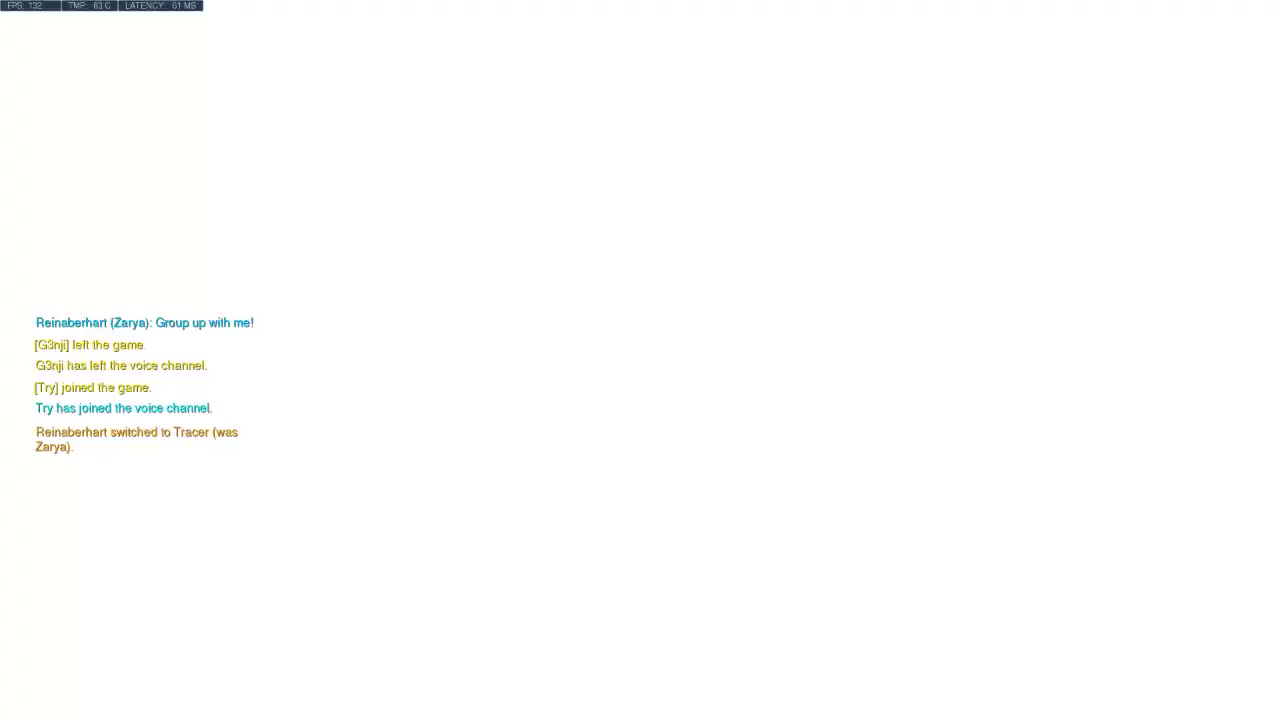 FPS: 132 TMP: 63 C LATENCY: 61 MS
Reinaberhart (Zarya): Group up with me!
[G3nji] left the game.
G3nji has left the voice channel.
[Try] joined the game.
Try has joined the voice channel.
Reinaberhart switched to Tracer (was
Zarya).